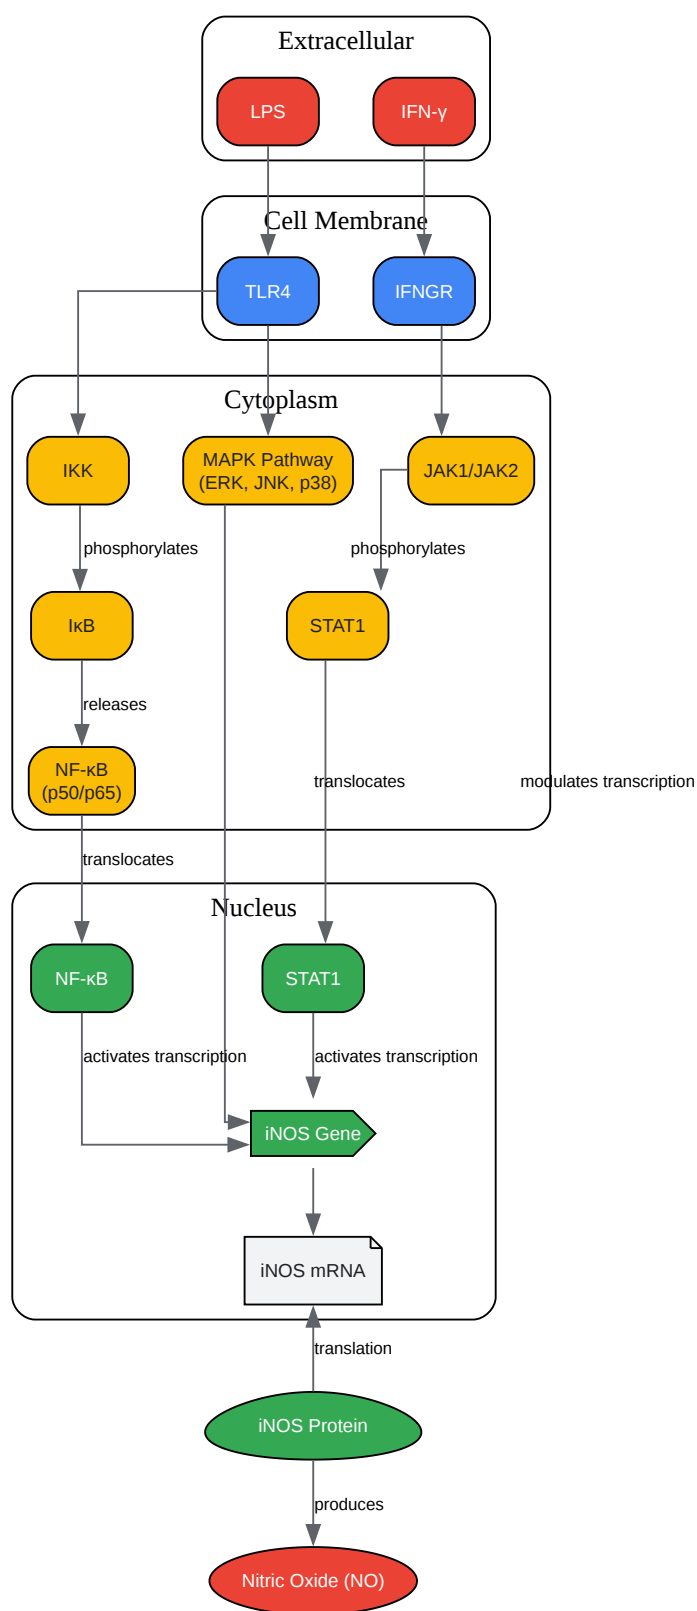 Extracellular
LPS
IFN-γ
Cell Membrane
TLR4
IFNGR
Cytoplasm
IKK
MAPK Pathway
(ERK, JNK, p38)
JAK1/JAK2
phosphorylates
phosphorylates
IκB
STAT1
releases
NF-κB
(p50/p65)
translocates
modulates transcription
translocates
Nucleus
NF-κB
STAT1
activates transcription
activates transcription
iNOS Gene
iNOS mRNA
translation
iNOS Protein
produces
Nitric Oxide (NO)